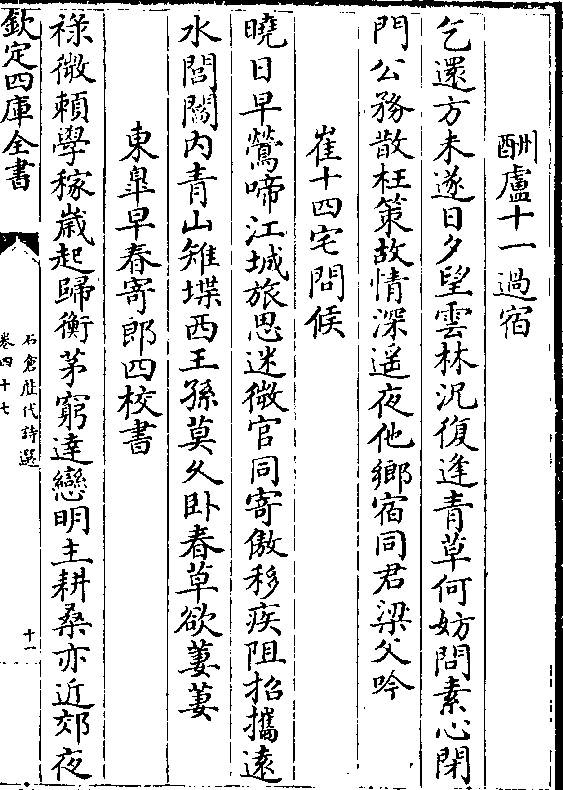 酬盧十一過宿
乞還方未遂日夕望雲林況復逢青草何妨問素心閉
門公務散枉策故情深遥夜他鄉宿同君梁父吟
崔十四宅問候
曉日早鶯啼江城旅思迷微官同寄傲移疾阻招攜遠
水閭闔内青山雉堞西王孫莫久卧春草欲萋萋
東臯早春寄郎四校書
禄微頼學稼嵗起歸衡茅窮達戀明主耕桑亦近郊夜
欽定四庫全書
石倉歴代詩選
卷四十七
十一